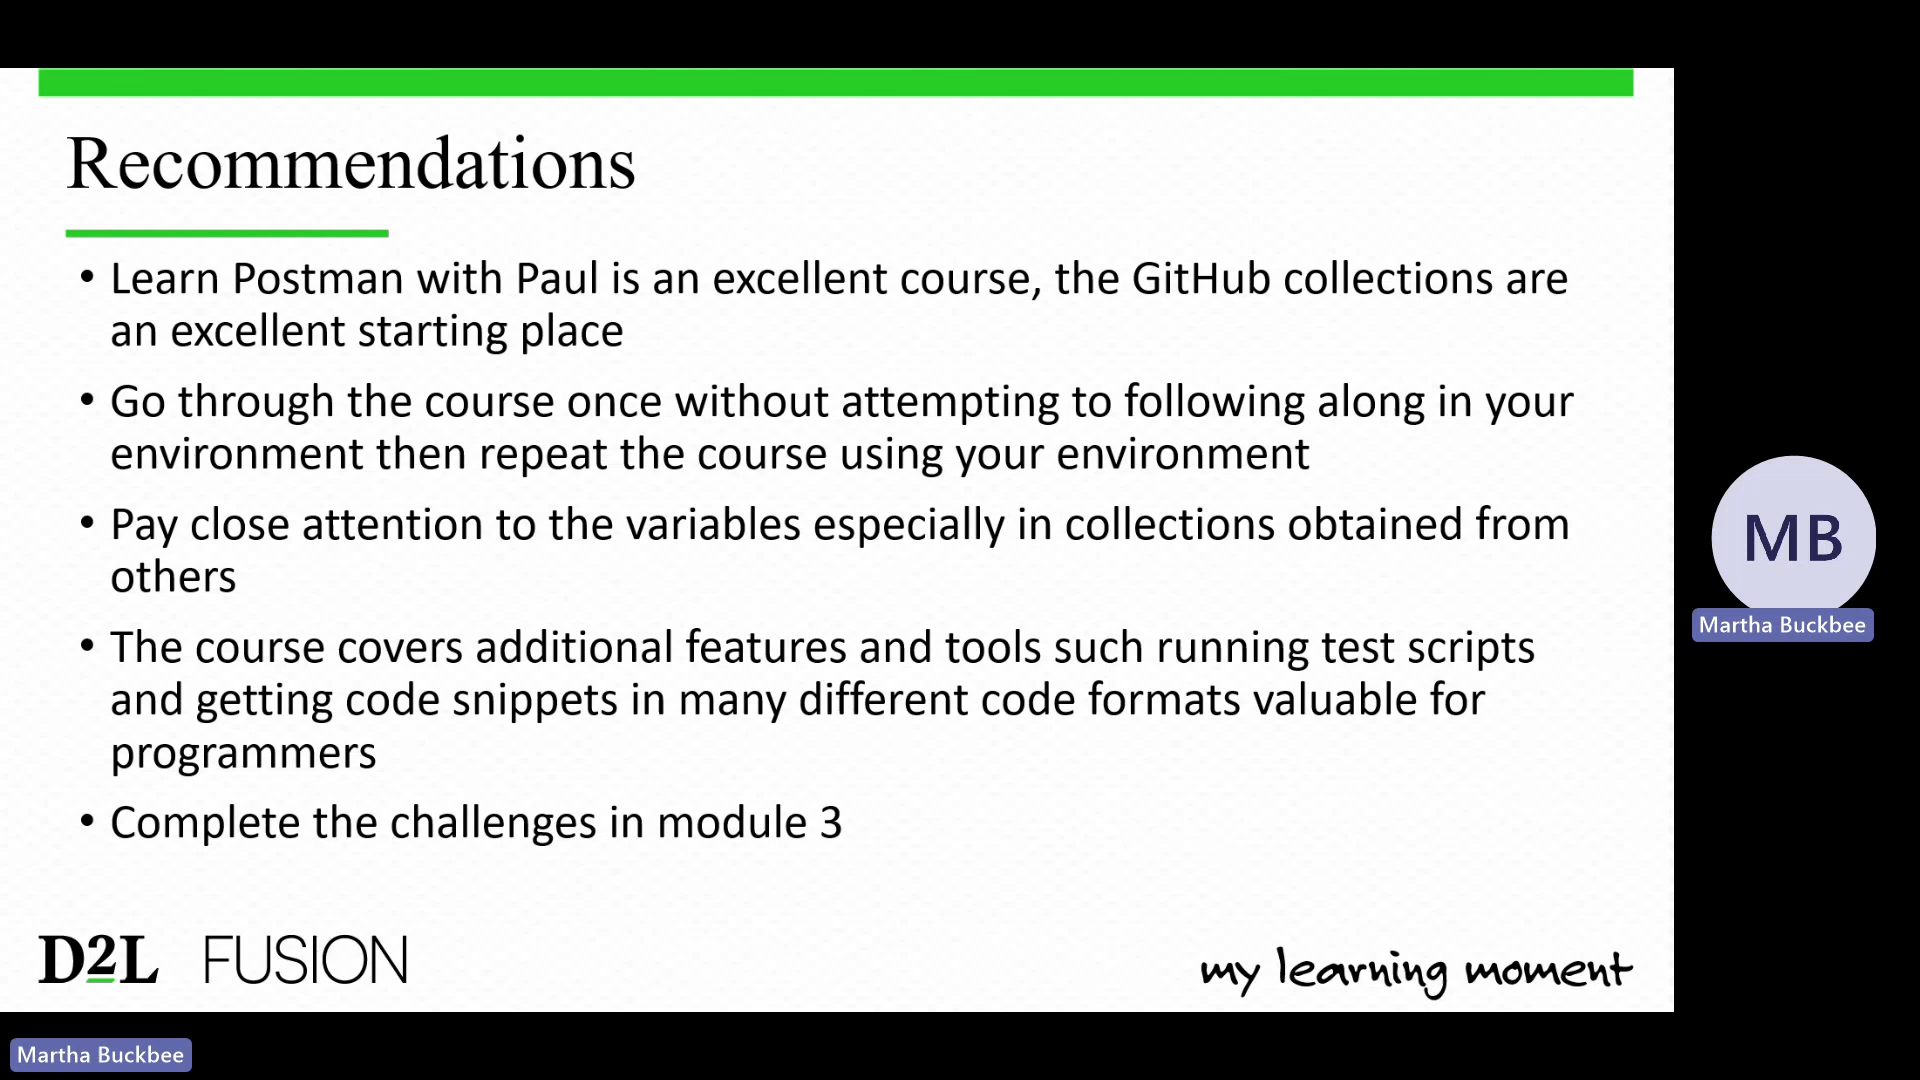 Recommendations
• Learn Postman with Paul is an excellent course, the GitHub collections are
an excellent starting place
• Go through the course once without attempting to following along in your
environment then repeat the course using your environment
• Pay close attention to the variables especially in collections obtained from
others
• The course covers additional features and tools such running test scripts
and getting code snippets in many different code formats valuable for
programmers
• Complete the challenges in module 3
D2L FUSION
my learning moment
MB
Martha Buckbee
Martha Buckbee